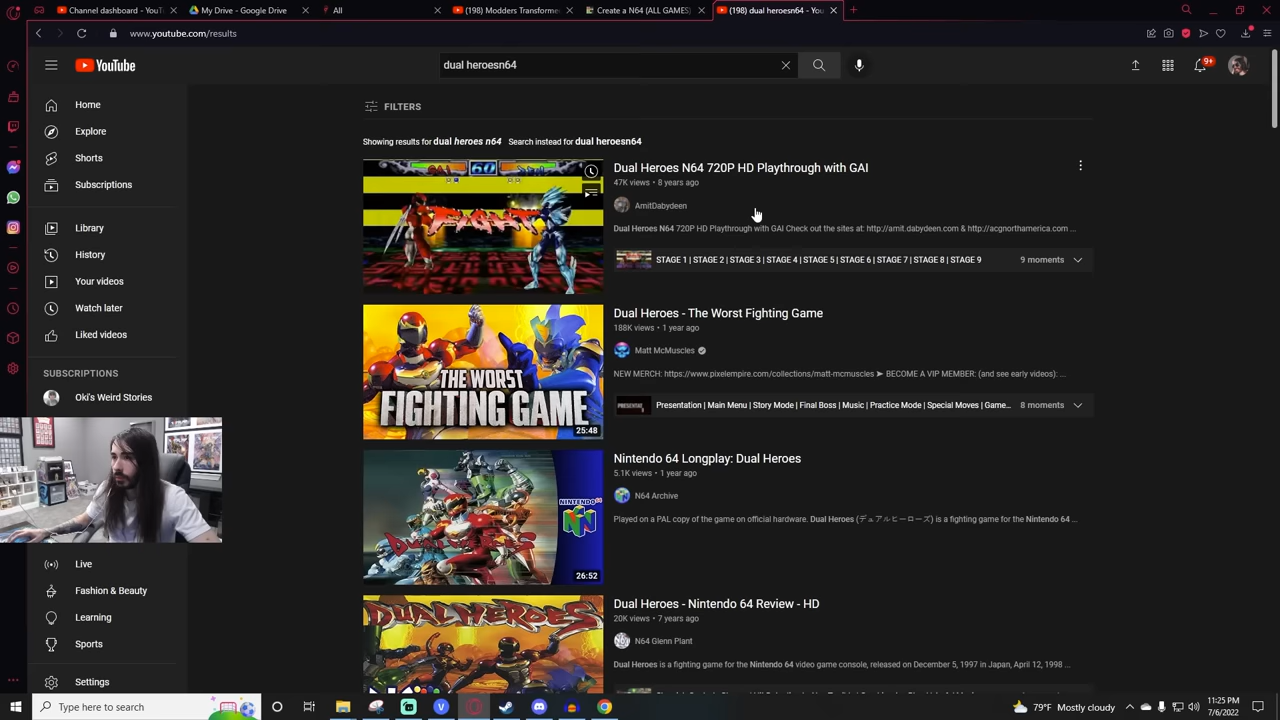 Channel dashboard - YouT
My Drive - Google Drive
All
(198) Modders Transforme
Create a N64 (ALL GAMES)
(198) dual heroesn64 - You
www.youtube.com/results
YouTube
dual heroesn64
9+
Home
Explore
Shorts
Subscriptions
Library
History
Your videos
Watch later
Liked videos
SUBSCRIPTIONS
Oki's Weird Stories
Live
Fashion & Beauty
Learning
Sports
Settings
FILTERS
Showing results for dual heroes n64 Search instead for dual heroesn64
60
FIGHT
Dual Heroes N64 720P HD Playthrough with GAI
47K views • 8 years ago
AmitDabydeen
Dual Heroes N64 720P HD Playthrough with GAI Check out the sites at: http://amit.dabydeen.com & http://acgnorthamerica.com ...
STAGE 1 | STAGE 2 | STAGE 3 | STAGE 4 | STAGE 5 | STAGE 6 | STAGE 7 | STAGE 8 | STAGE 9
9 moments
THE WORST
FIGHTING GAME
25:48
Dual Heroes - The Worst Fighting Game
188K views • 1 year ago
Matt McMuscles
NEW MERCH: https://www.pixelempire.com/collections/matt-mcmuscles ➤ BECOME A VIP MEMBER: (and see early videos): ...
Presentation | Main Menu | Story Mode | Final Boss | Music | Practice Mode | Special Moves | Game...
8 moments
NINTENDO64
DUAL HEROES
26:52
Nintendo 64 Longplay: Dual Heroes
5.1K views • 1 year ago
N64 Archive
Played on a PAL copy of the game on official hardware. Dual Heroes (デュアルヒーローズ) is a fighting game for the Nintendo 64 ...
DUAL HEROES
Dual Heroes - Nintendo 64 Review - HD
20K views • 7 years ago
N64 Glenn Plant
Dual Heroes is a fighting game for the Nintendo 64 video game console, released on December 5, 1997 in Japan, April 12, 1998 ...
Type here to search
79°F Mostly cloudy
11:25 PM
7/6/2022